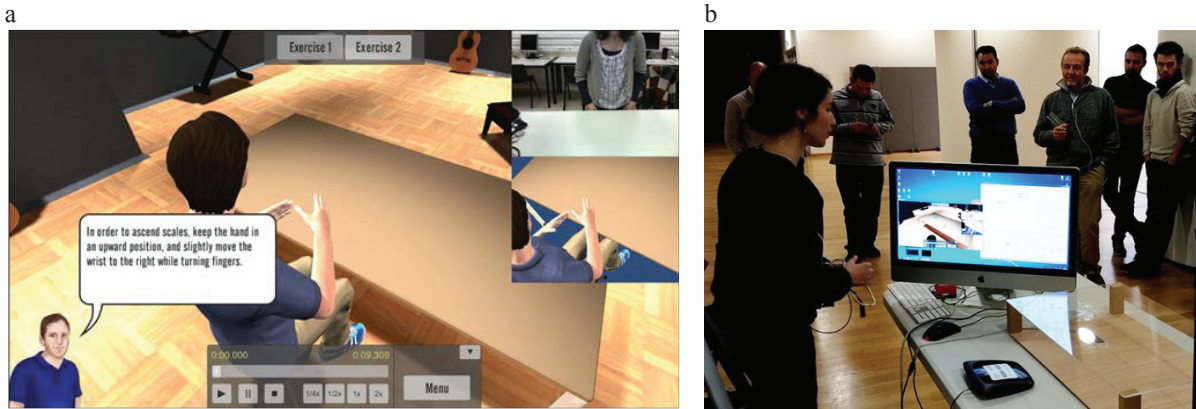 a
b
Exercise 1
Exercise 2
In order to ascend scales, keep the hand in
an upward position, and slightly move the
wrist to the right while turning fingers.
0:00.000
0:09.309
1/4x
1/2x
1x
2x
Menu